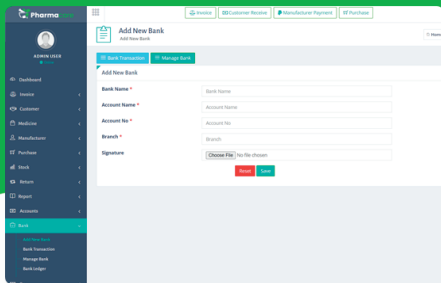 Pharma
Invoice
Customer Receive
Manufacturer Payment
Purchase
Add New Bank
Add New Bank
Home
ADMIN USER
Bank Transaction
Manage Bank
Add New Bank
Dashboard
Invoice
Customer
Medicine
Manufacturer
Purchase
Stock
Return
Report
Accounts
Bank
Add New Bank
Bank Transaction
Manage Bank
Bank Ledger
Bank Name *
Bank Name
Account Name *
Account Name
Account No *
Account No
Branch *
Branch
Signature
Choose File No file chosen
Reset
Save